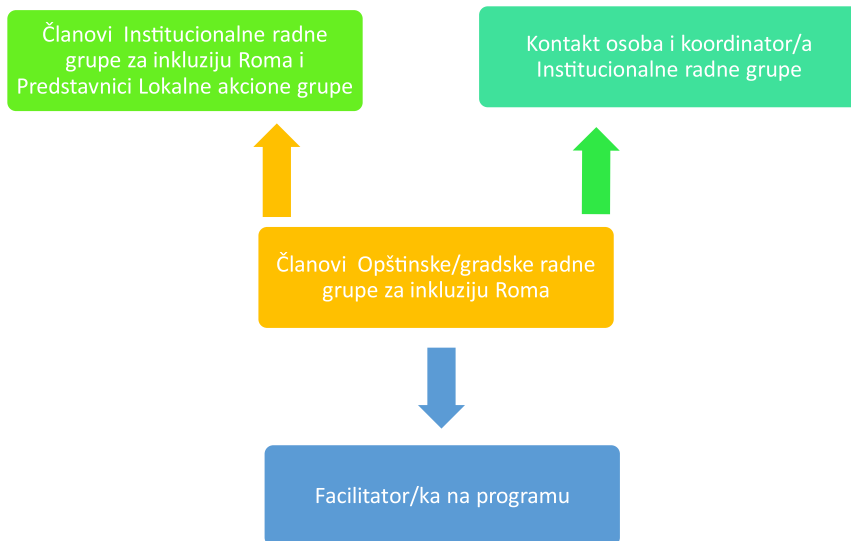 Članovi Institucionalne radne
grupe za inkluziju Roma i
Predstavnici Lokalne akcione grupe
Kontakt osoba i koordinator/a
Institucionalne radne grupe
Članovi Opštinske/gradske radne
grupe za inkluziju Roma
Facilitator/ka na programu